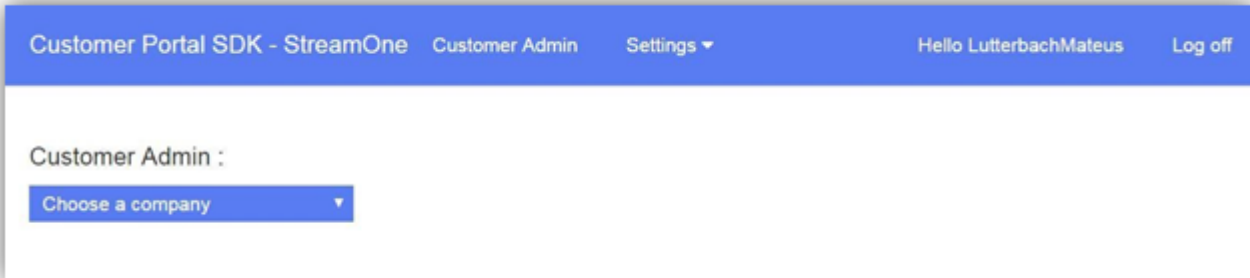 Customer Portal SDK - StreamOne Customer Admin Settings Hello LutterbachMateus Log off
Customer Admin :
Choose a company